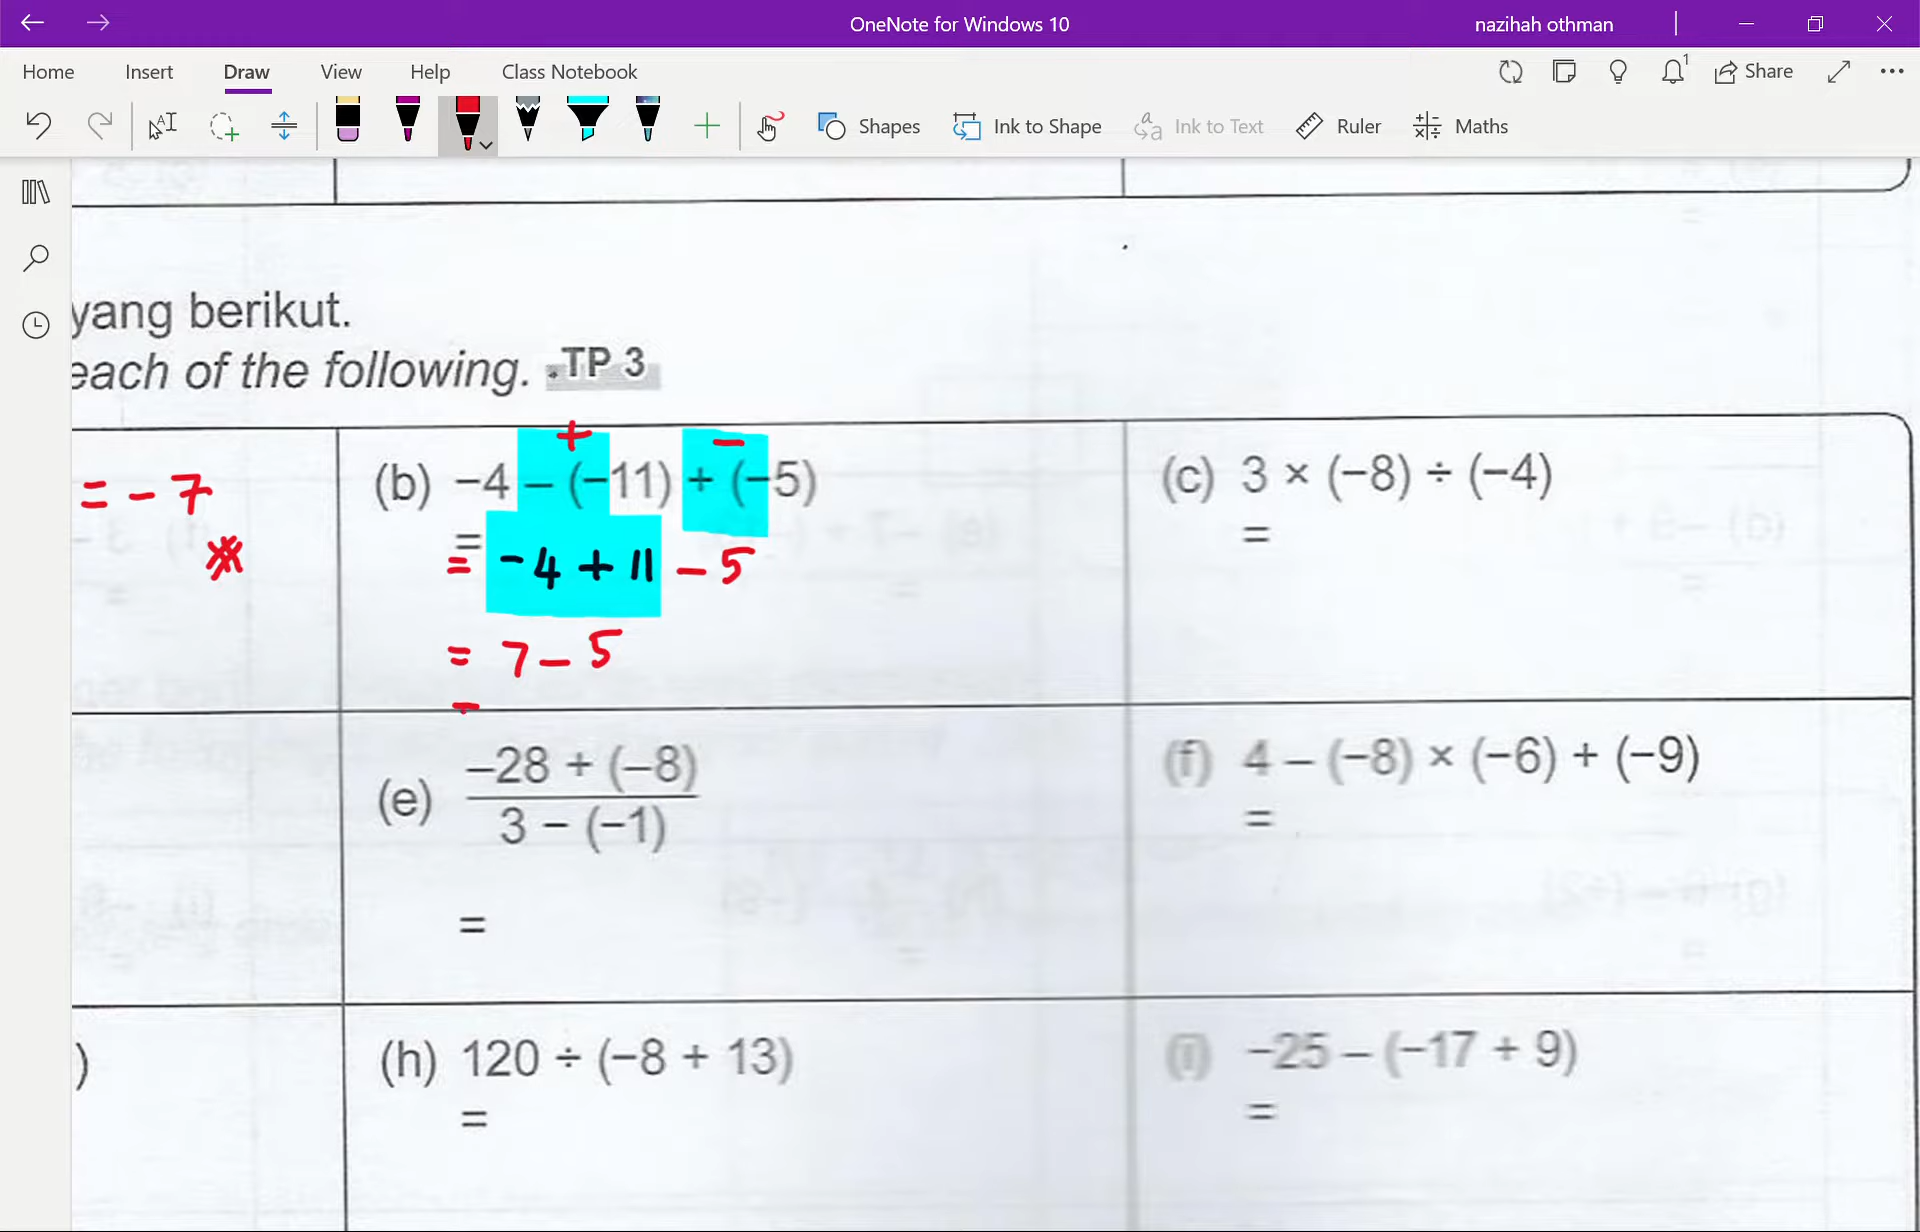 OneNote for Windows 10
nazihah othman
Home Insert Draw View Help Class Notebook
1 Share
Shapes Ink to Shape Ink to Text Ruler Maths
yang berikut.
each of the following. TP 3
= - 7
(b) –4 – (–11) + (–5)
+ –
=
= -4 + 11 – 5
= 7 – 5
(c) 3 × (–8) ÷ (–4)
=
(e) –28 + (–8)
3 – (–1)
=
(f) 4 – (–8) × (–6) + (–9)
=
)
(h) 120 ÷ (–8 + 13)
=
(i) –25 – (–17 + 9)
=